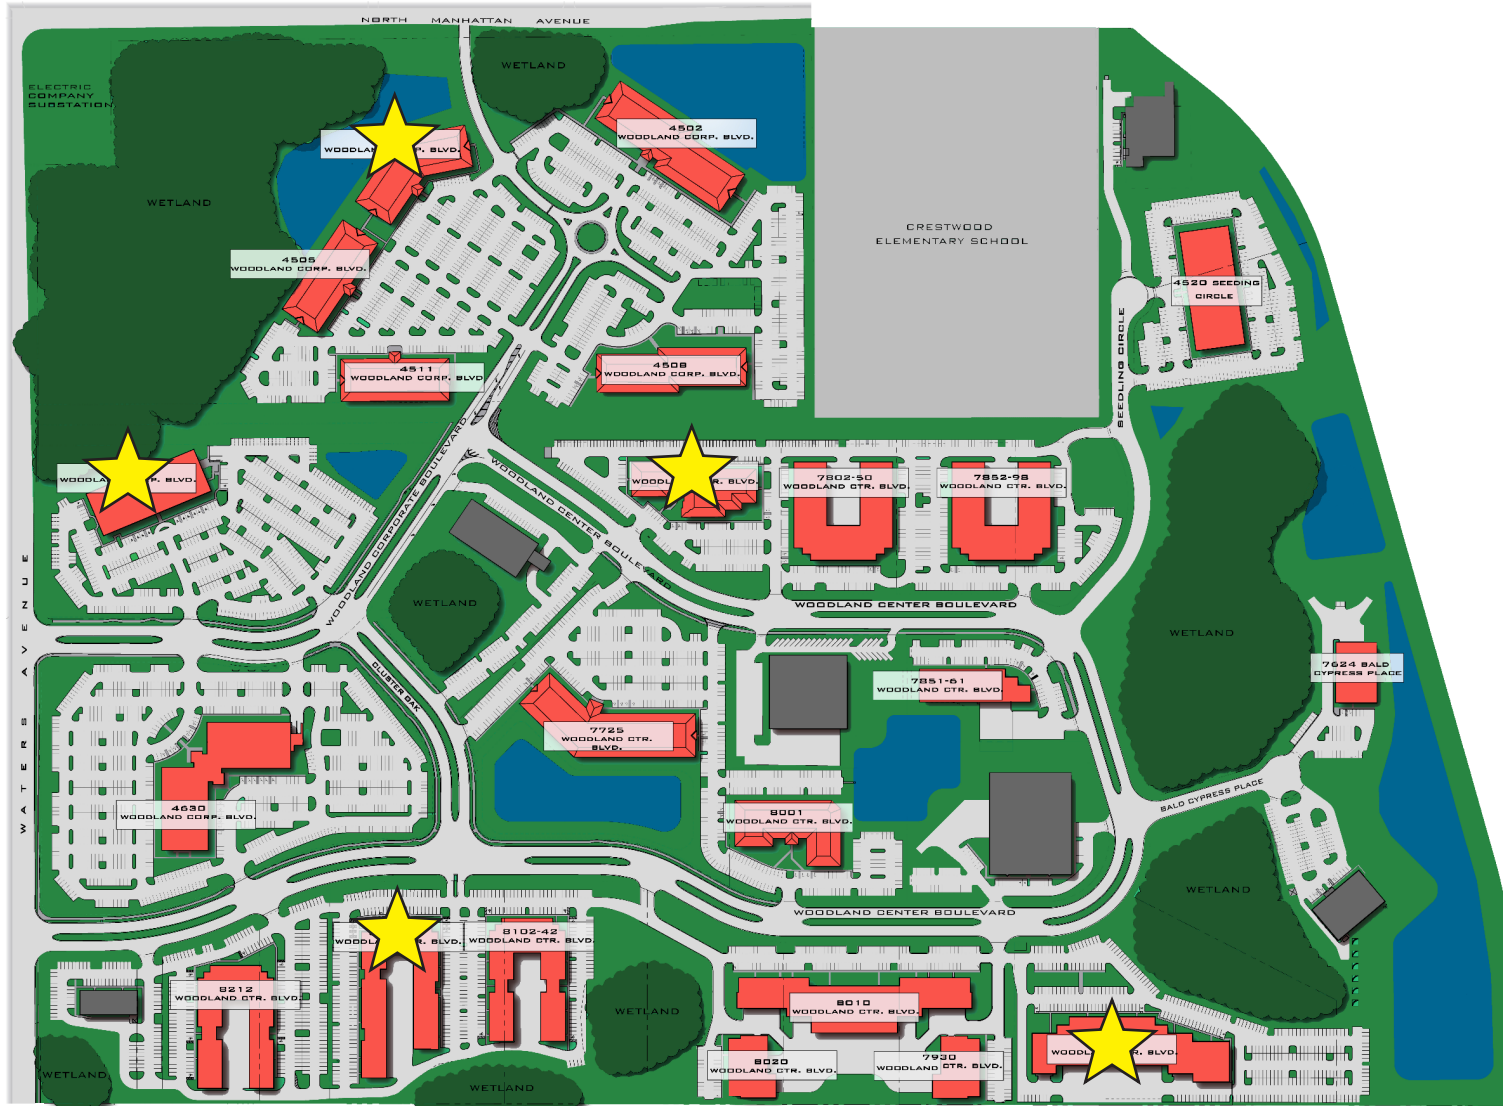 NORTH MANHATTAN AVENUE
ELECTRIC
COMPANY
SUBSTATION
WETLAND
WETLAND
4502
WOODLAND CORP. BLVD.
BLVD.
CRESTWOOD
ELEMENTARY SCHOOL
4505
WOODLAND CORP. BLVD.
4520 SEEDING
CIRCLE
SEEDLING CIRCLE
4511
WOODLAND CORP. BLVD
4508
WOODLAND CORP. BLVD.
WOODLAND CORPORATE BOULEVARD
BLVD.
WOODLAND CENTER BOULEVARD
BLVD.
7802-50
WOODLAND CTR. BLVD.
7852-98
WOODLAND CTR. BLVD.
WATERS AVENUE
WETLAND
WOODLAND CENTER BOULEVARD
WETLAND
CLUSTER OAK
7624 BALD
CYPRESS PLACE
7851-61
WOODLAND CTR. BLVD.
7725
WOODLAND CTR.
BLVD.
BALD CYPRESS PLACE
4630
WOODLAND CORP. BLVD.
8001
WOODLAND CTR. BLVD.
WETLAND
WOODLAND CENTER BOULEVARD
BLVD.
8102-42
WOODLAND CTR. BLVD.
8212
WOODLAND CTR. BLVD.
8010
WOODLAND CTR. BLVD.
WETLAND
BLVD.
8020
WOODLAND CTR. BLVD.
7930
WOODLAND CTR. BLVD.
WETLAND
WETLAND